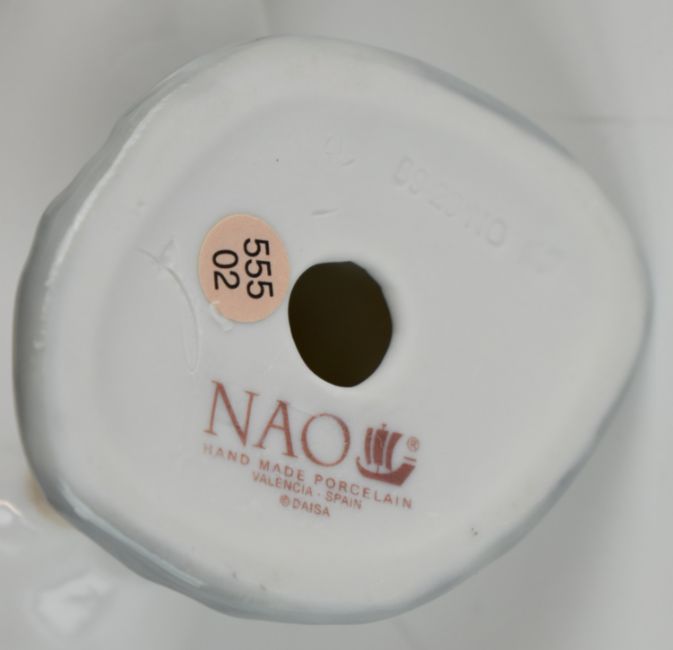 555
02
NAO ®
HAND MADE PORCELAIN
VALENCIA - SPAIN
© DAISA